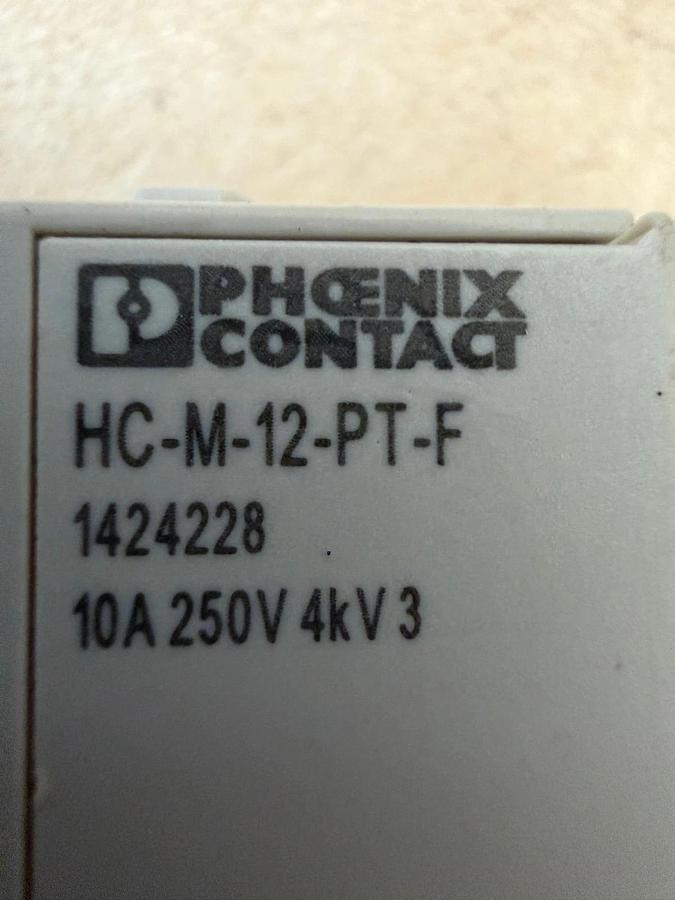 PHŒNIX
CONTACT
HC-M-12-PT-F
1424228
10A 250V 4kV 3